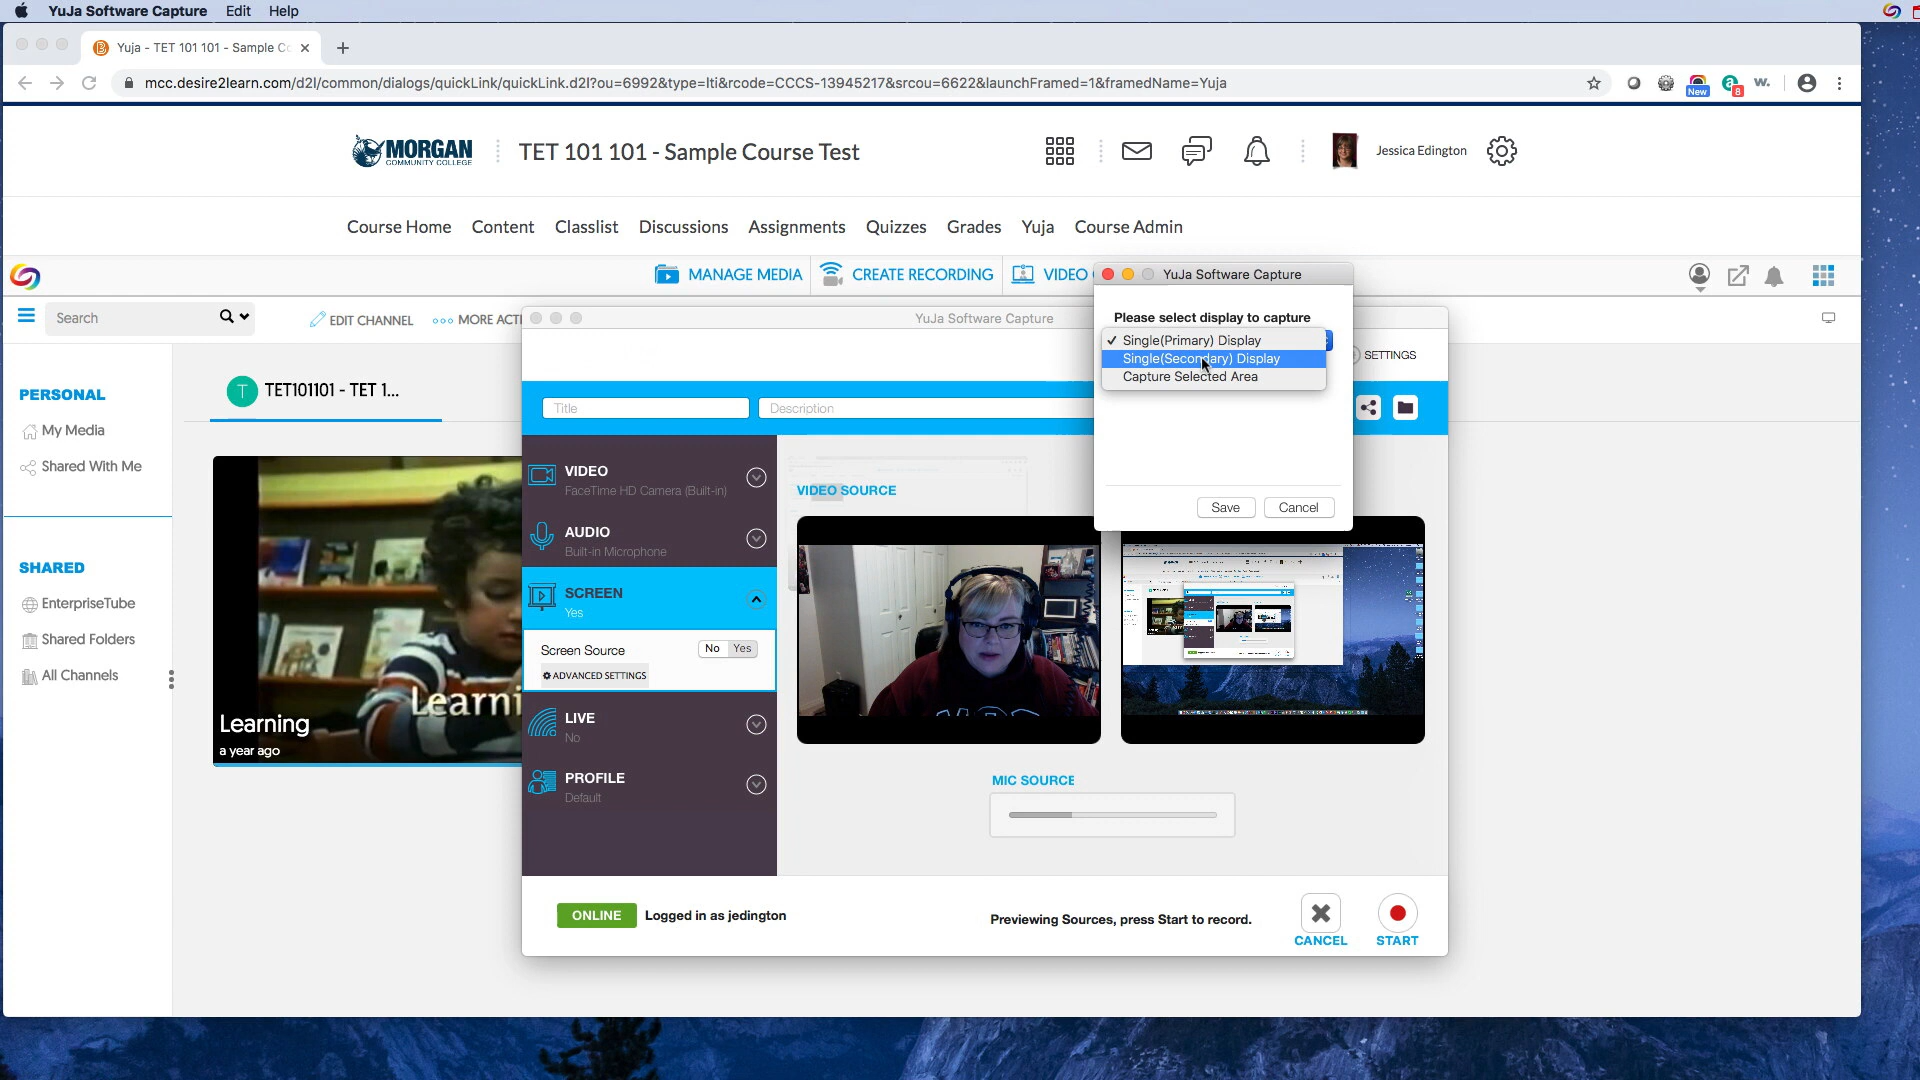 YuJa Software Capture Edit Help
Yuja - TET 101 101 - Sample Co
mcc.desire2learn.com/d2l/common/dialogs/quickLink/quickLink.d2l?ou=6992&type=lti&rcode=CCCS-13945217&srcou=6622&launchFramed=1&framedName=Yuja
New
a
8
w.
MORGAN
COMMUNITY COLLEGE
TET 101 101 - Sample Course Test
Jessica Edington
Course Home Content Classlist Discussions Assignments Quizzes Grades Yuja Course Admin
MANAGE MEDIA CREATE RECORDING VIDEO
Search
EDIT CHANNEL
MORE ACTI
PERSONAL
My Media
Shared With Me
SHARED
EnterpriseTube
Shared Folders
All Channels
T
TET101101 - TET 1...
Learni
Learning
a year ago
YuJa Software Capture
SETTINGS
Title
Description
VIDEO
FaceTime HD Camera (Built-in)
AUDIO
Built-in Microphone
SCREEN
Yes
Screen Source
No Yes
ADVANCED SETTINGS
LIVE
No
PROFILE
Default
VIDEO SOURCE
MIC SOURCE
ONLINE
Logged in as jedington
Previewing Sources, press Start to record.
CANCEL
START
YuJa Software Capture
Please select display to capture
Single(Primary) Display
Single(Secondary) Display
Capture Selected Area
Save
Cancel